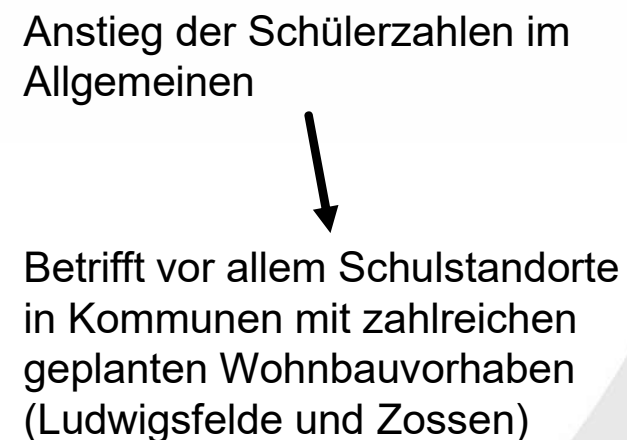 Anstieg der Schülerzahlen im
Allgemeinen
Betrifft vor allem Schulstandorte
in Kommunen mit zahlreichen
geplanten Wohnbauvorhaben
(Ludwigsfelde und Zossen)